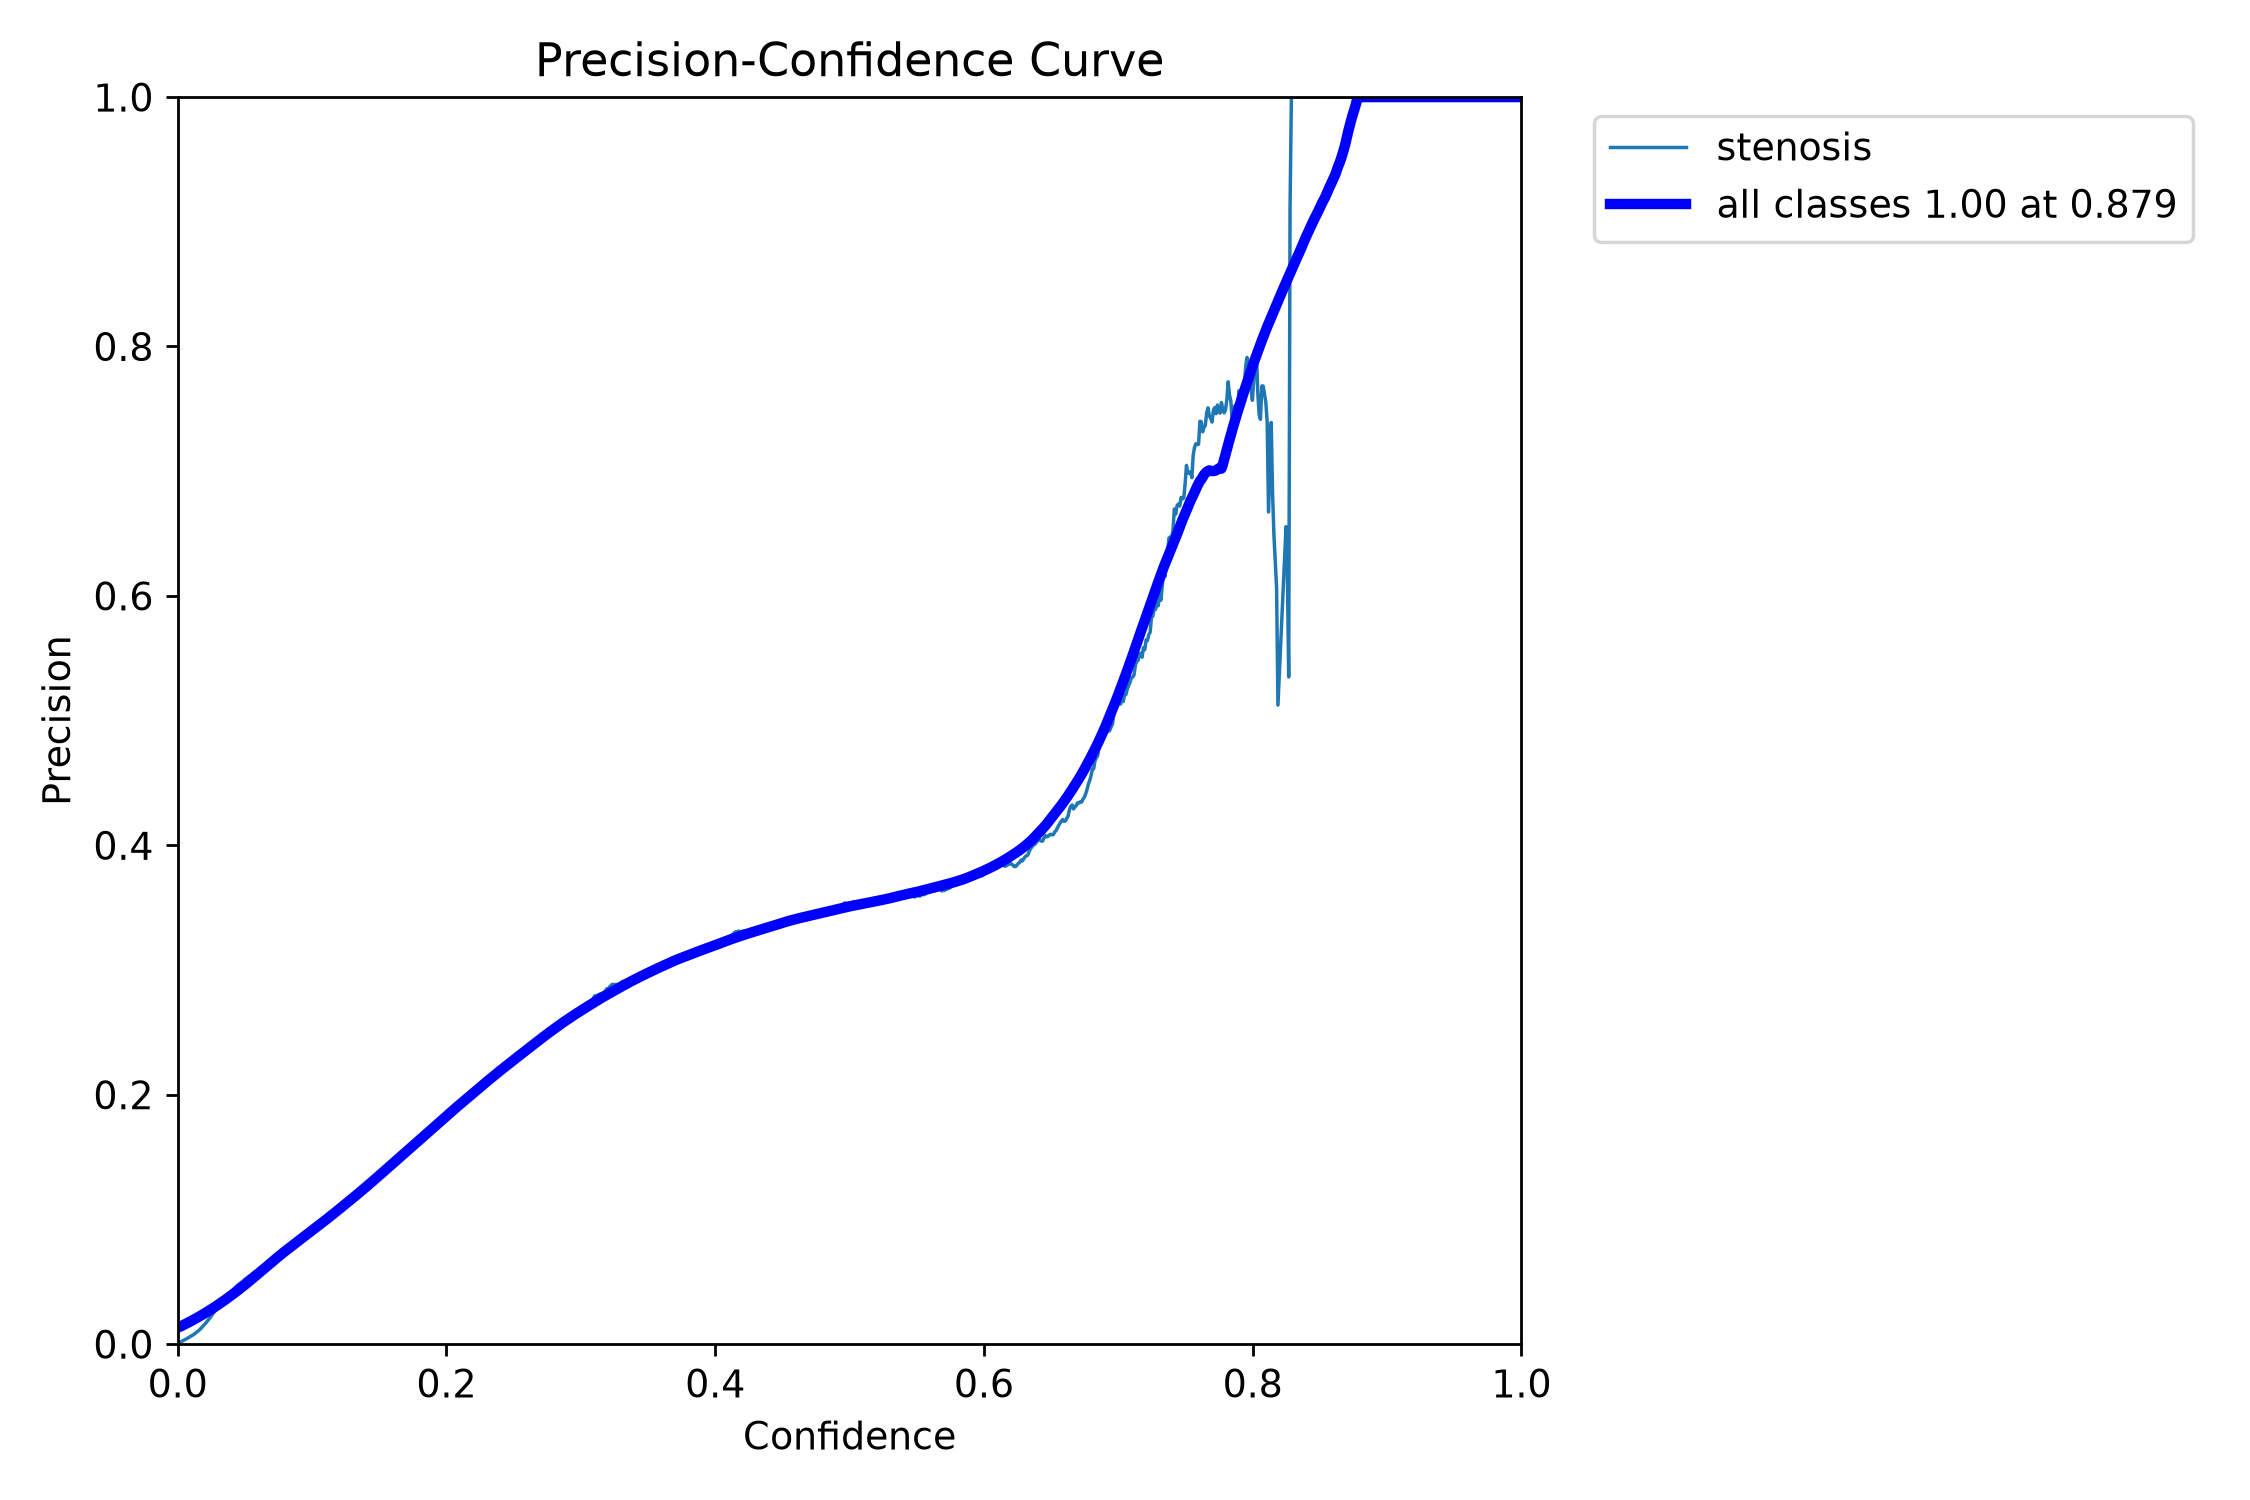 Precision-Confidence Curve
1.0
0.8
0.6
0.4
0.2
0.0
Precision
0.0 0.2 0.4 0.6 0.8 1.0
Confidence
stenosis
all classes 1.00 at 0.879